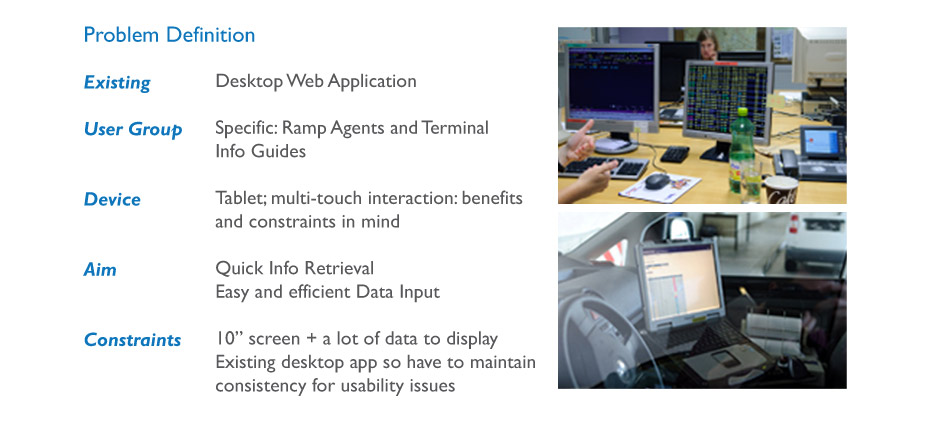 Problem Definition
Existing Desktop Web Application
User Group Specific: Ramp Agents and Terminal
Info Guides
Device Tablet; multi-touch interaction: benefits
and constraints in mind
Aim Quick Info Retrieval
Easy and efficient Data Input
Constraints 10” screen + a lot of data to display
Existing desktop app so have to maintain
consistency for usability issues